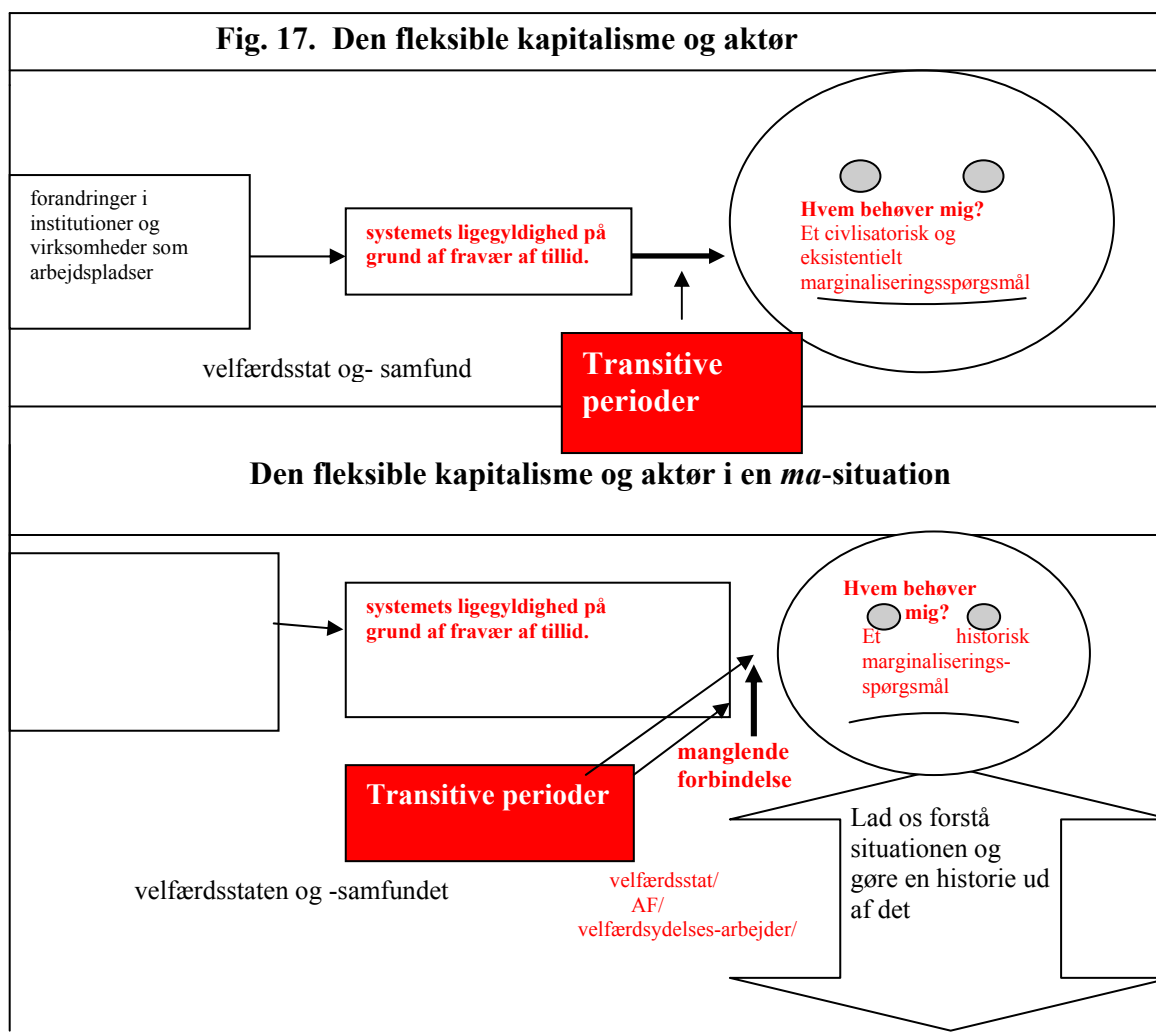 Fig. 17.  Den fleksible kapitalisme og aktør
forandringer i
institutioner og
virksomheder som
arbejdspladser
systemets ligegyldighed på
grund af fravær af tillid.
Hvem behøver mig?
Et civlisatorisk og
eksistentielt
marginaliseringsspørgsmål
velfærdsstat og- samfund
Transitive
perioder
Den fleksible kapitalisme og aktør i en ma-situation
systemets ligegyldighed på
grund af fravær af tillid.
Hvem behøver
mig?
Et historisk
marginaliserings-
spørgsmål
manglende
forbindelse
Transitive perioder
velfærdsstaten og -samfundet
velfærdsstat/
AF/
velfærdsydelses-arbejder/
Lad os forstå
situationen og
gøre en historie ud
af det